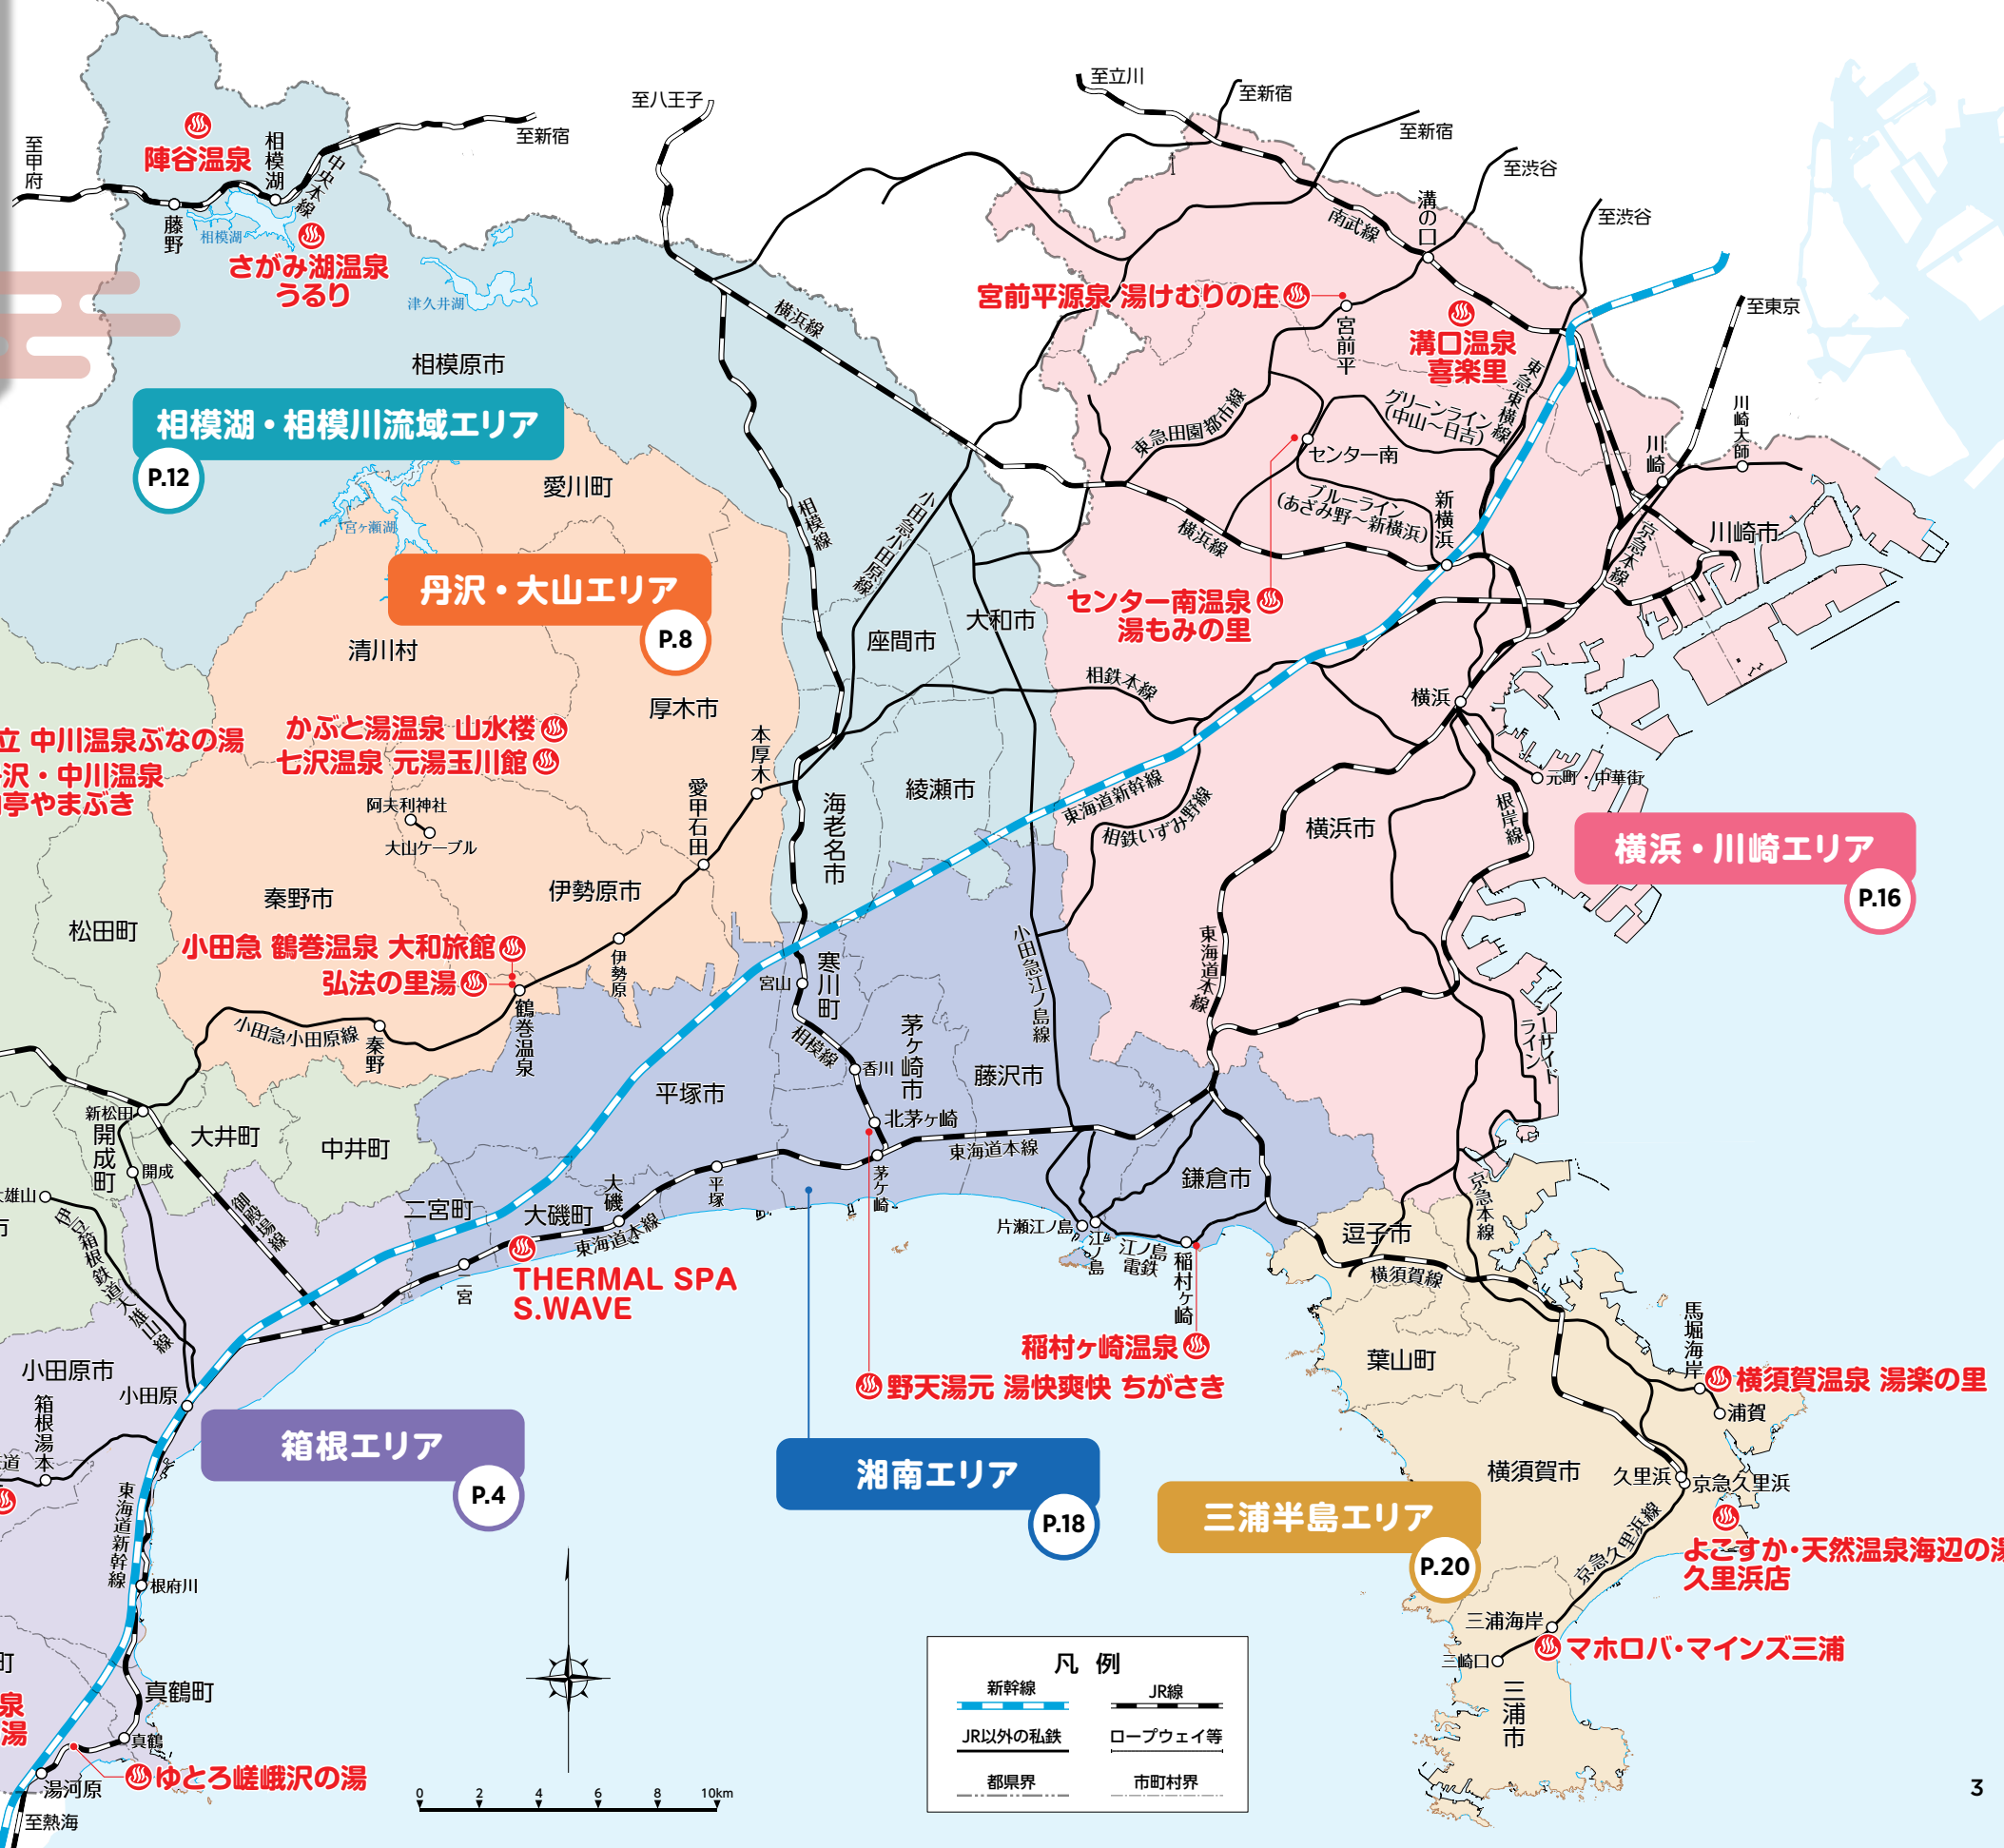 至甲府
陣谷温泉
相模湖
中央本線
至新宿
藤野
相模湖
さがみ湖温泉
うるり
津久井湖
相模原市
相模湖・相模川流域エリア
P.12
至八王子
横浜線
至立川
至新宿
至新宿
至渋谷
至渋谷
至東京
南武線
溝の口
宮前平源泉 湯けむりの庄
宮前平
溝口温泉
喜楽里
東急東横線
グリーンライン
(中山～日吉)
東急田園都市線
センター南
ブルーライン
(あざみ野～新横浜)
新横浜
横浜線
川崎
川崎大師
川崎市
京急本線
センター南温泉
湯もみの里
宮ヶ瀬湖
愛川町
丹沢・大山エリア
P.8
清川村
厚木市
相模線
小田急小田原線
座間市
大和市
相鉄本線
横浜
元町・中華街
根岸線
横浜市
横浜・川崎エリア
P.16
立 中川温泉ぶなの湯
沢・中川温泉
亭やまぶき
かぶと湯温泉 山水楼
七沢温泉 元湯玉川館
阿夫利神社
大山ケーブル
本厚木
愛甲石田
海老名市
綾瀬市
東海道新幹線
相鉄いずみ野線
松田町
秦野市
伊勢原市
小田急 鶴巻温泉 大和旅館
弘法の里湯
伊勢原
鶴巻温泉
小田急小田原線
秦野
宮山
寒川町
相模線
香川
茅ヶ崎市
北茅ヶ崎
藤沢市
小田急江ノ島線
東海道本線
シーサイド
ライン
新松田
開成町
開成
大井町
中井町
平塚市
雄山
市
伊豆箱根鉄道大雄山線
御殿場線
二宮町
二宮
大磯町
大磯
平塚
東海道本線
茅ケ崎
東海道本線
THERMAL SPA
S.WAVE
鎌倉市
片瀬江ノ島
江ノ島
江ノ島
電鉄
稲村ヶ崎
稲村ヶ崎温泉
野天湯元 湯快爽快 ちがさき
京急本線
逗子市
横須賀線
葉山町
馬堀海岸
横須賀温泉 湯楽の里
浦賀
小田原市
小田原
箱根湯本
道
箱根エリア
P.4
湘南エリア
P.18
三浦半島エリア
P.20
横須賀市
久里浜
京急久里浜
京急久里浜線
よこすか・天然温泉海辺の湯
久里浜店
三浦海岸
マホロバ・マインズ三浦
三崎口
三浦市
東海道新幹線
根府川
町
泉
湯
真鶴町
真鶴
ゆとろ嵯峨沢の湯
湯河原
至熱海
0 2 4 6 8 10km
凡 例
新幹線 JR線
JR以外の私鉄 ロープウェイ等
都県界 市町村界
3